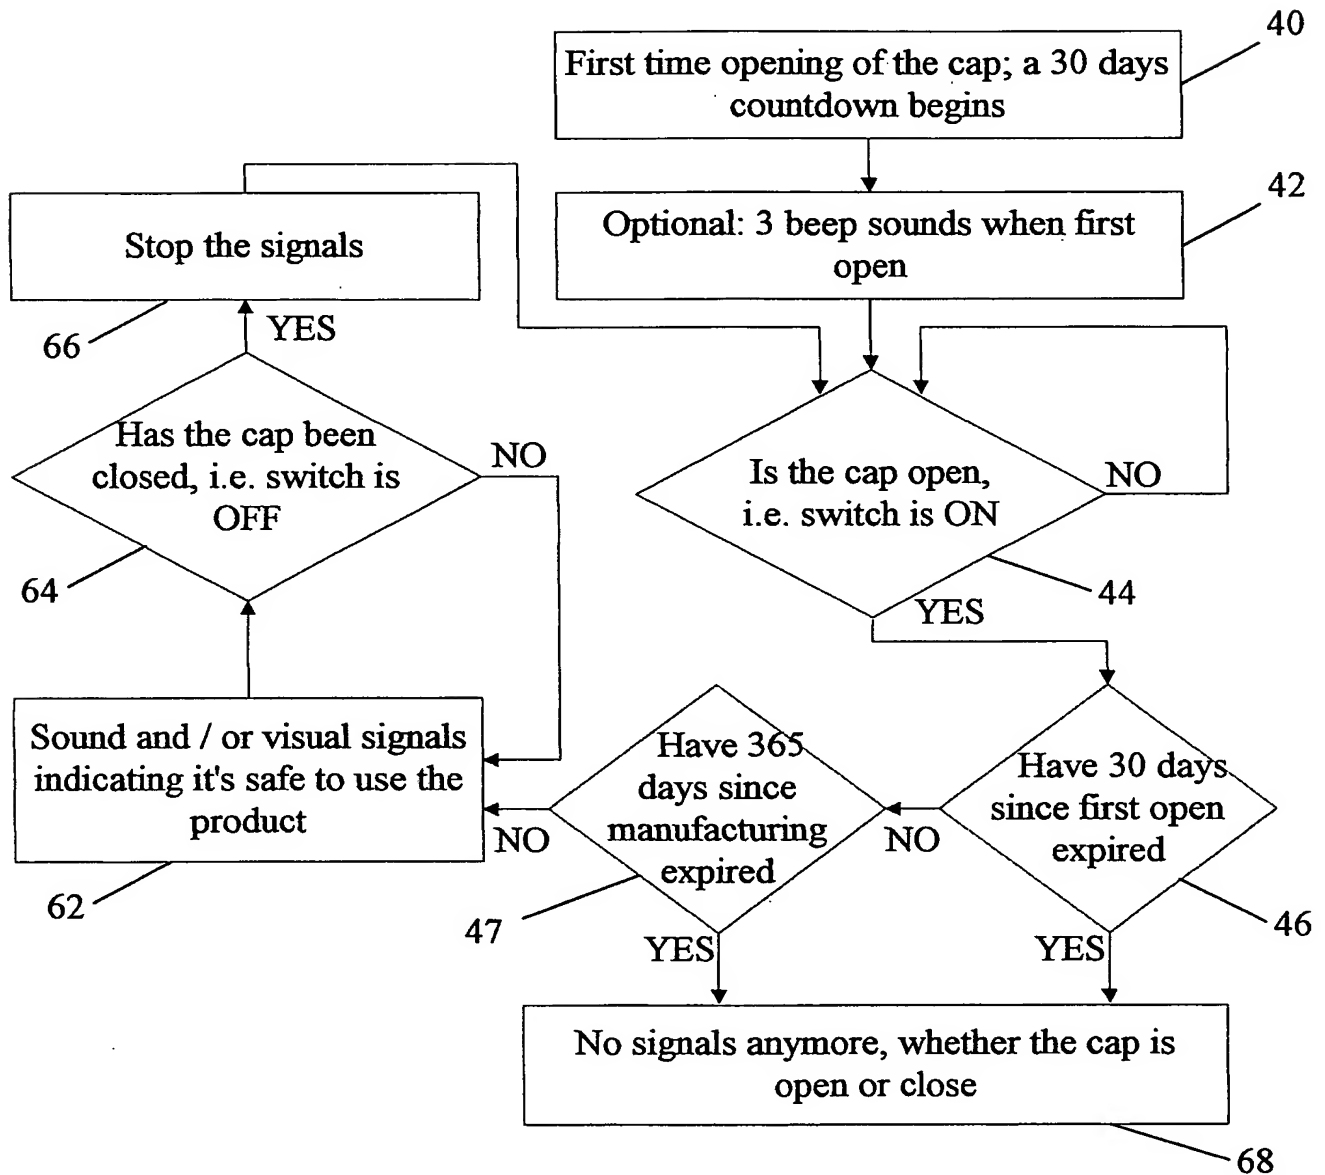 40
First time opening of the cap; a 30 days
countdown begins
42
Optional: 3 beep sounds when first
open
Stop the signals
66
YES
Has the cap been
closed, i.e. switch is
OFF
NO
64
Is the cap open,
i.e. switch is ON
NO
44
YES
Sound and / or visual signals
indicating it's safe to use the
product
62
NO
Have 365
days since
manufacturing
expired
47
NO
Have 30 days
since first open
expired
46
YES
YES
No signals anymore, whether the cap is
open or close
68